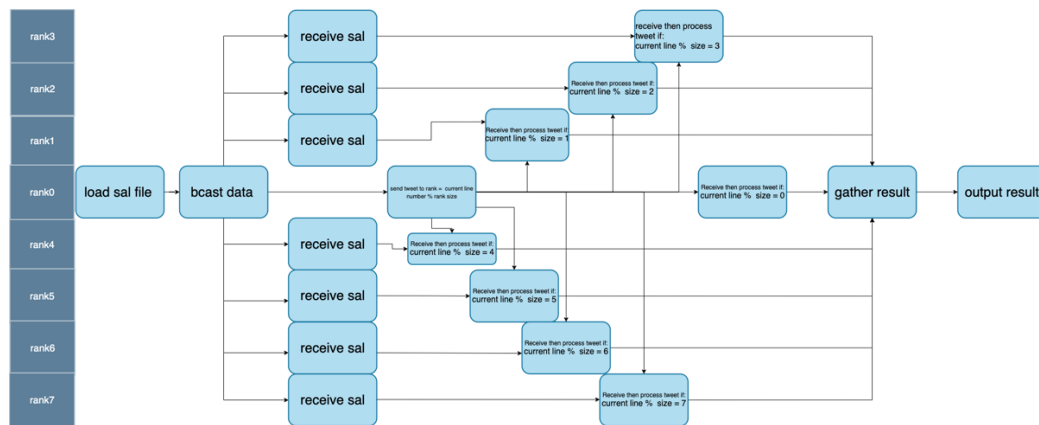 rank3
receive sal
receive then process
tweet if:
current line % size = 3
rank2
receive sal
Receive then process tweet if:
current line % size = 2
rank1
receive sal
Receive then process tweet if:
current line % size = 1
rank0
load sal file
bcast data
send tweet to rank = current line
number % rank size
Receive then process tweet if:
current line % size = 0
gather result
output result
rank4
receive sal
Receive then process tweet if:
current line % size = 4
rank5
receive sal
Receive then process tweet if:
current line % size = 5
rank6
receive sal
Receive then process tweet if:
current line % size = 6
rank7
receive sal
Receive then process tweet if:
current line % size = 7